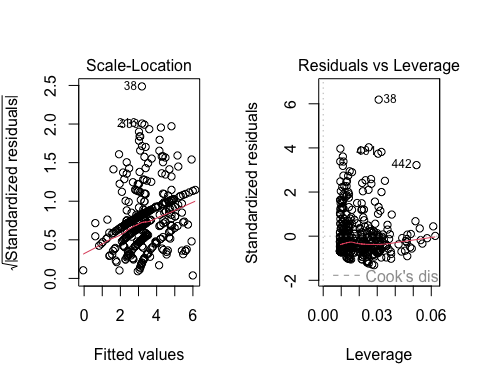 Scale-Location
√|Standardized residuals|
0.0 0.5 1.0 1.5 2.0 2.5
38
0 2 4 6
Fitted values
Residuals vs Leverage
Standardized residuals
-2 0 2 4 6
38
442
Cook's dis
0.00 0.03 0.06
Leverage